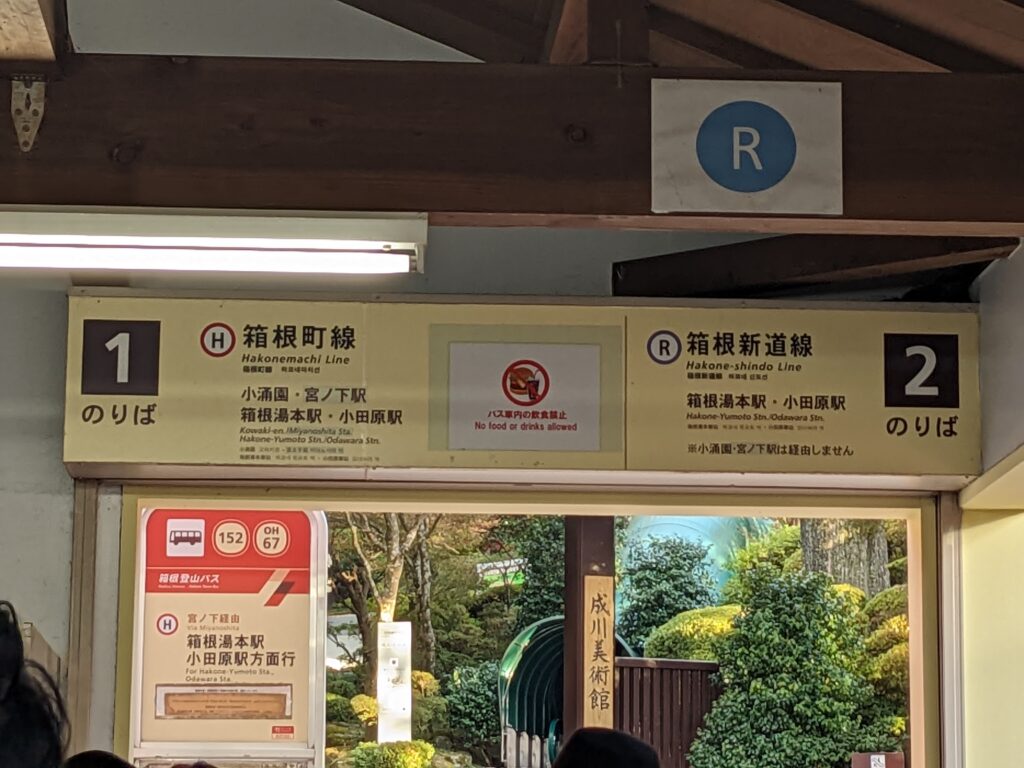 R
1
のりば
H 箱根町線
Hakonemachi Line
小涌園・宮ノ下駅
箱根湯本駅・小田原駅
Kowaki-en./Miyanoshita Sta.
Hakone-Yumoto Stn./Odawara Stn.
バス車内の飲食禁止
No food or drinks allowed
R 箱根新道線
Hakone-shindo Line
箱根湯本駅・小田原駅
Hakone-Yumoto Stn./Odawara Stn.
※小涌園・宮ノ下駅は経由しません
2
のりば
152
OH
67
箱根登山バス
H 宮ノ下経由
Via Miyanoshita
箱根湯本駅
小田原駅方面行
For Hakone-Yumoto Sta.,
Odawara Sta.
成川美術館